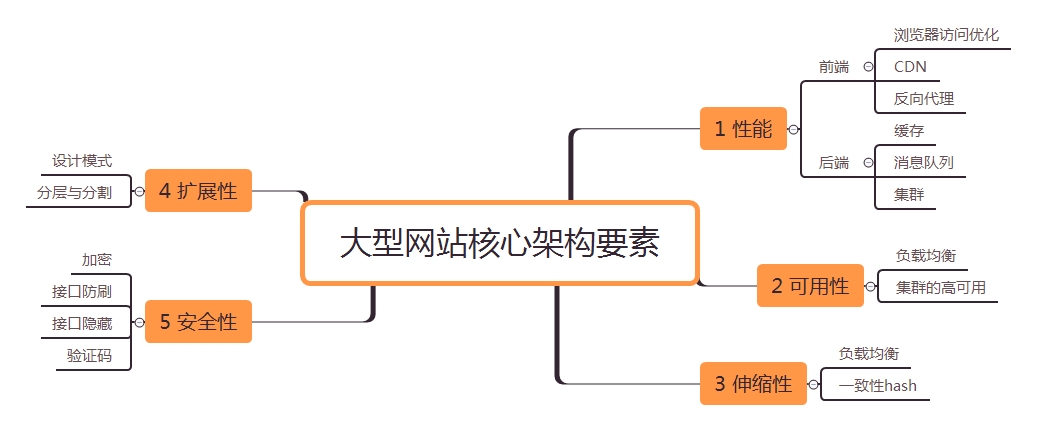 大型网站核心架构要素
1 性能
前端
浏览器访问优化
CDN
反向代理
后端
缓存
消息队列
集群
2 可用性
负载均衡
集群的高可用
3 伸缩性
负载均衡
一致性hash
4 扩展性
设计模式
分层与分割
5 安全性
加密
接口防刷
接口隐藏
验证码